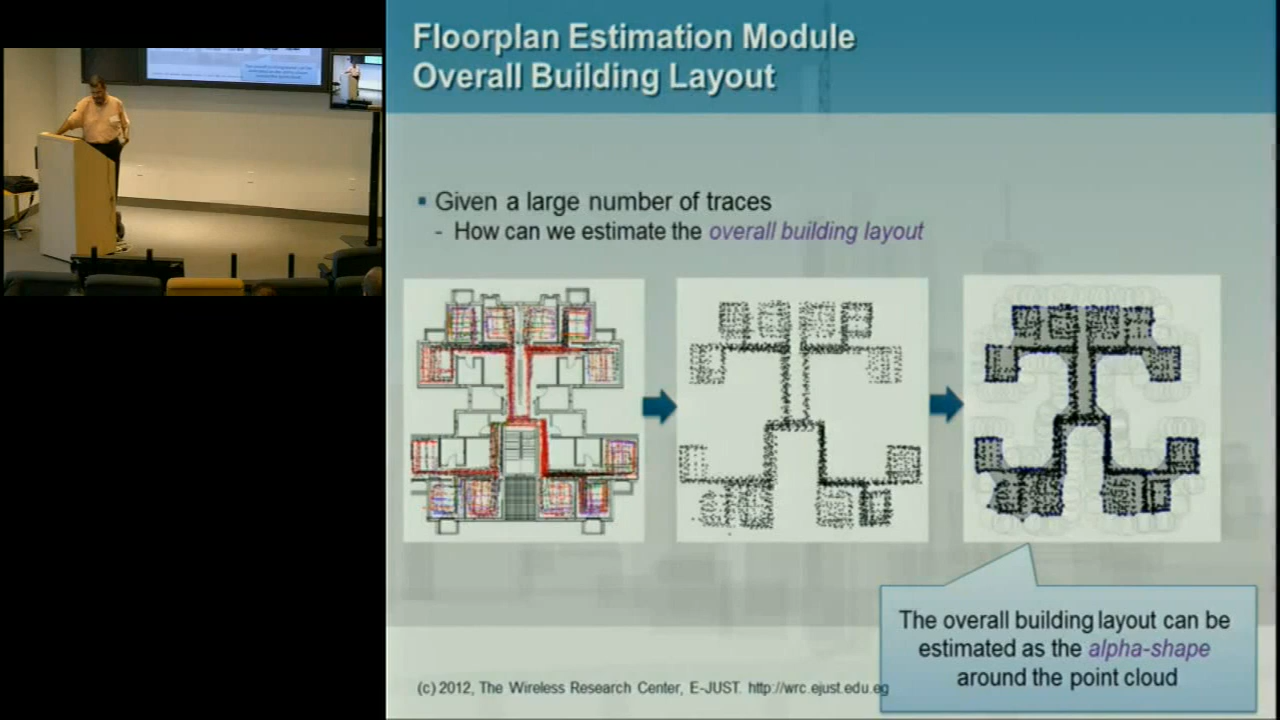 Floorplan Estimation Module
Overall Building Layout
▪ Given a large number of traces
- How can we estimate the overall building layout
The overall building layout can be
estimated as the alpha-shape
around the point cloud
(c) 2012, The Wireless Research Center, E-JUST. http://wrc.ejust.edu.eg